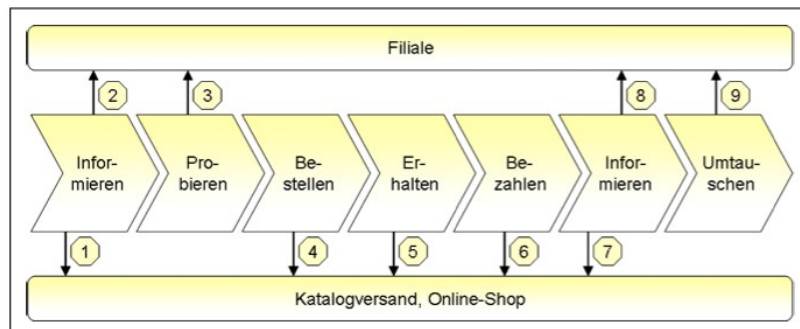 Filiale
2
3
8
9
Infor-
mieren
Pro-
bieren
Be-
stellen
Er-
halten
Be-
zahlen
Infor-
mieren
Umtau-
schen
1
4
5
6
7
Katalogversand, Online-Shop